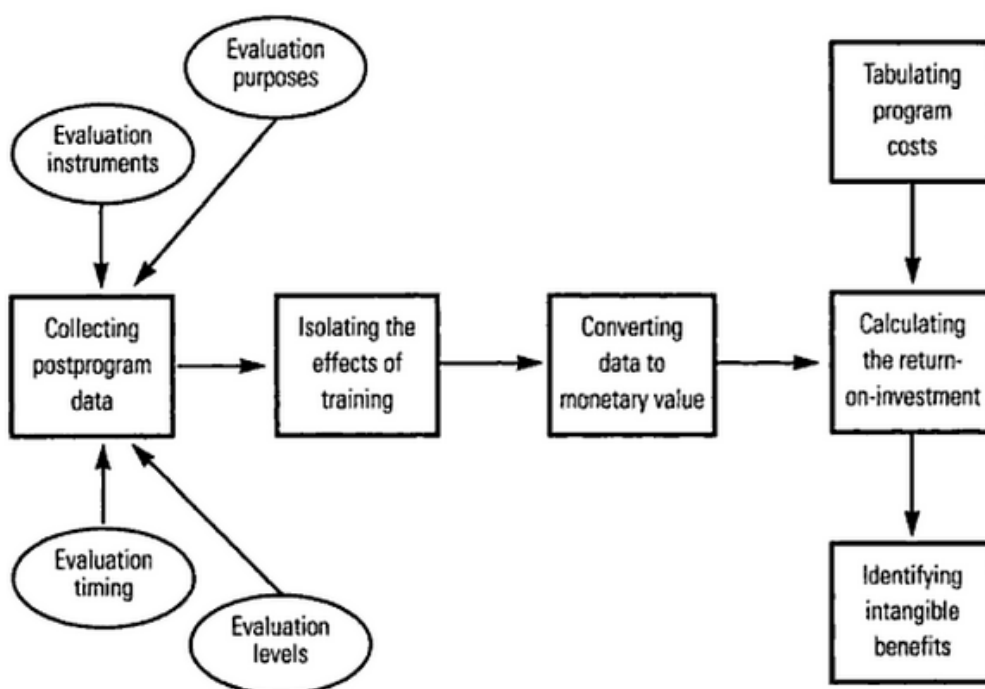 Evaluation
purposes
Evaluation
instruments
Tabulating
program
costs
Collecting
postprogram
data
Isolating the
effects of
training
Converting
data to
monetary value
Calculating
the return-
on-investment
Evaluation
timing
Evaluation
levels
Identifying
intangible
benefits